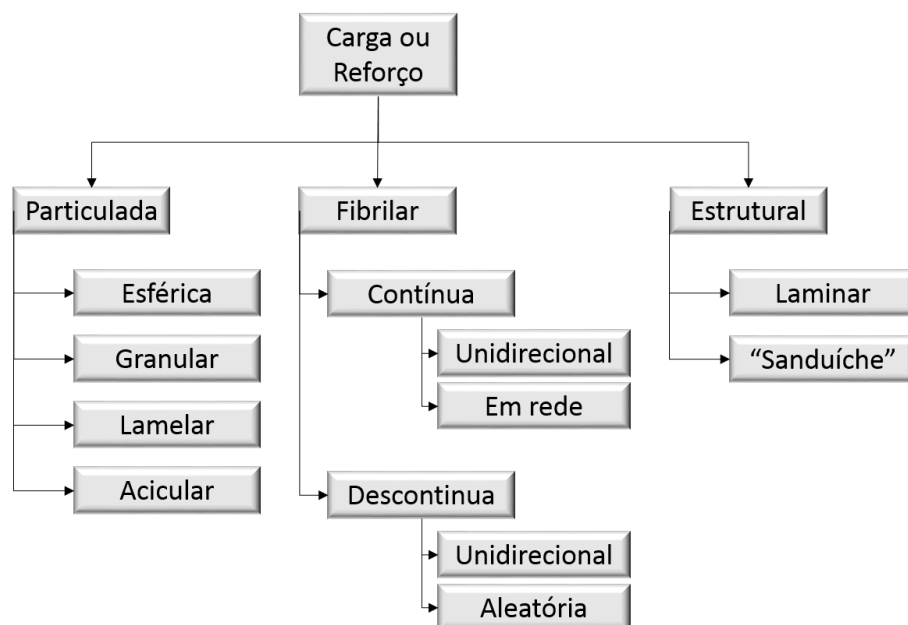 Carga ou
Reforço
Particulada
Esférica
Granular
Lamelar
Acicular
Fibrilar
Contínua
Unidirecional
Em rede
Descontinua
Unidirecional
Aleatória
Estrutural
Laminar
“Sanduíche”